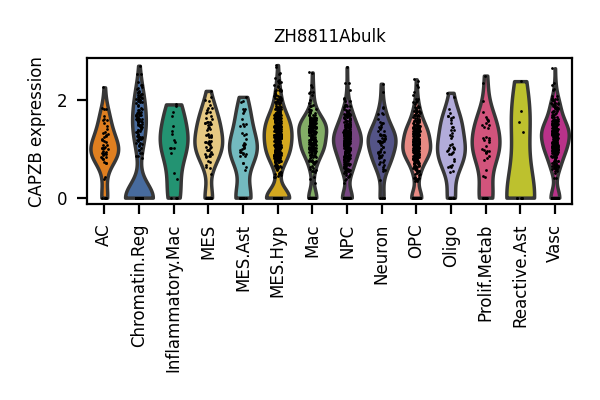 ZH8811Abulk
CAPZB expression
2
0
AC
Chromatin.Reg
Inflammatory.Mac
MES
MES.Ast
MES.Hyp
Mac
NPC
Neuron
OPC
Oligo
Prolif.Metab
Reactive.Ast
Vasc